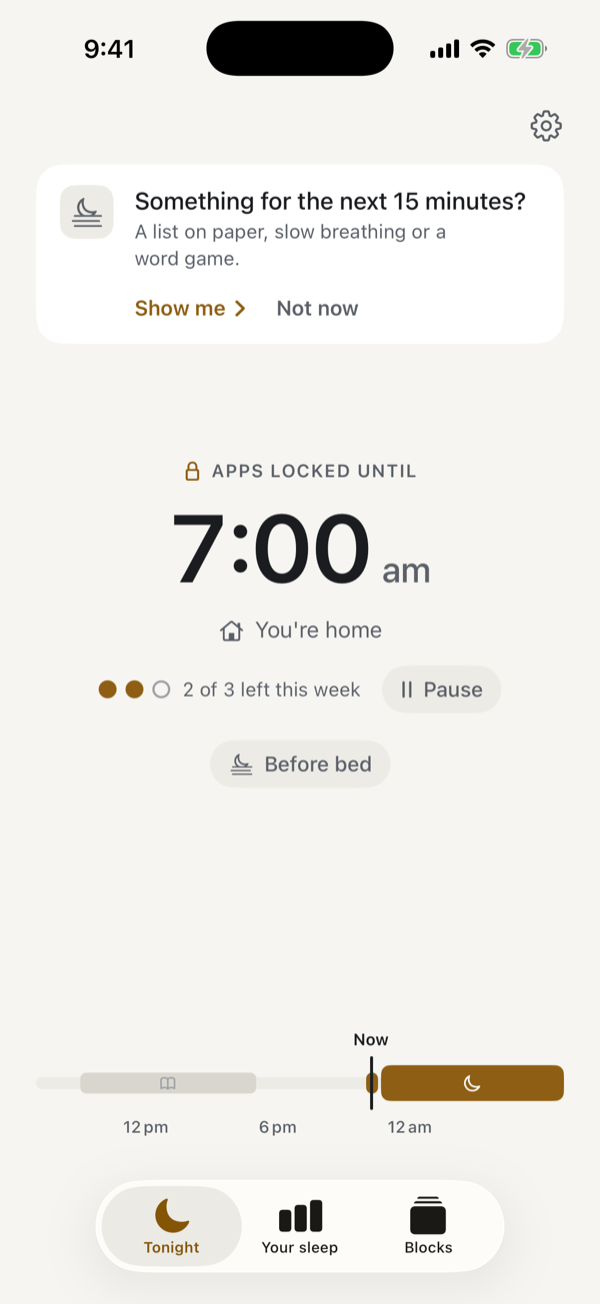 9:41
Something for the next 15 minutes?
A list on paper, slow breathing or a
word game.
Show me
Not now
APPS LOCKED UNTIL
7:00 am
You're home
2 of 3 left this week
Pause
Before bed
Now
12 pm
6 pm
12 am
Tonight
Your sleep
Blocks